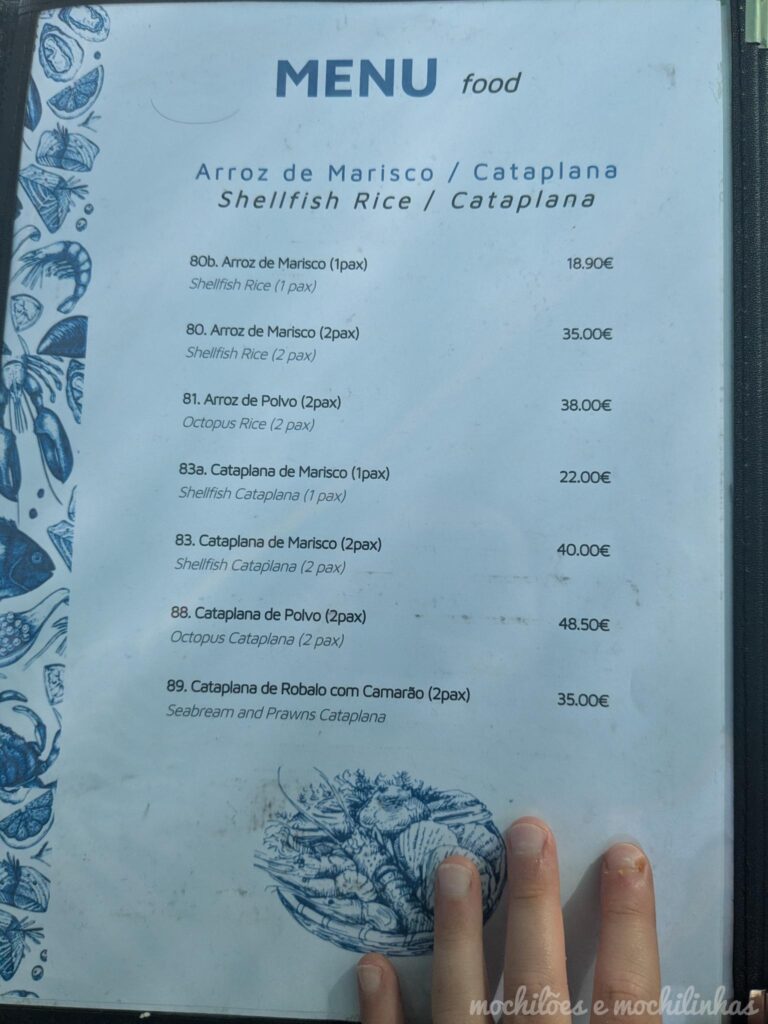 MENU food
Arroz de Marisco / Cataplana
Shellfish Rice / Cataplana
80b. Arroz de Marisco (1pax) 18.90€
Shellfish Rice (1 pax)
80. Arroz de Marisco (2pax) 35.00€
Shellfish Rice (2 pax)
81. Arroz de Polvo (2pax) 38.00€
Octopus Rice (2 pax)
83a. Cataplana de Marisco (1pax) 22.00€
Shellfish Cataplana (1 pax)
83. Cataplana de Marisco (2pax) 40.00€
Shellfish Cataplana (2 pax)
88. Cataplana de Polvo (2pax) 48.50€
Octopus Cataplana (2 pax)
89. Cataplana de Robalo com Camarão (2pax) 35.00€
Seabream and Prawns Cataplana
mochilões e mochilinhas